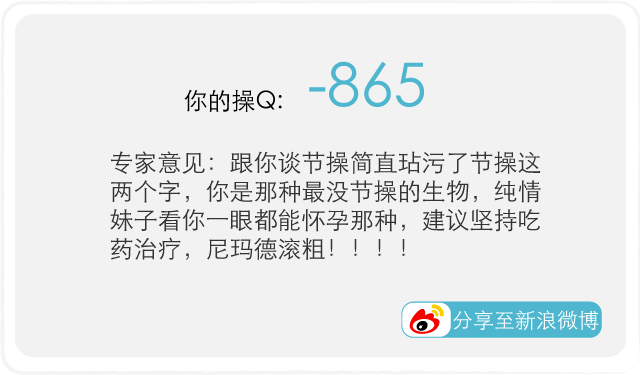 你的操Q： -865
专家意见：跟你谈节操简直玷污了节操这
两个字，你是那种最没节操的生物，纯情
妹子看你一眼都能怀孕那种，建议坚持吃
药治疗，尼玛德滚粗！！！！
分享至新浪微博